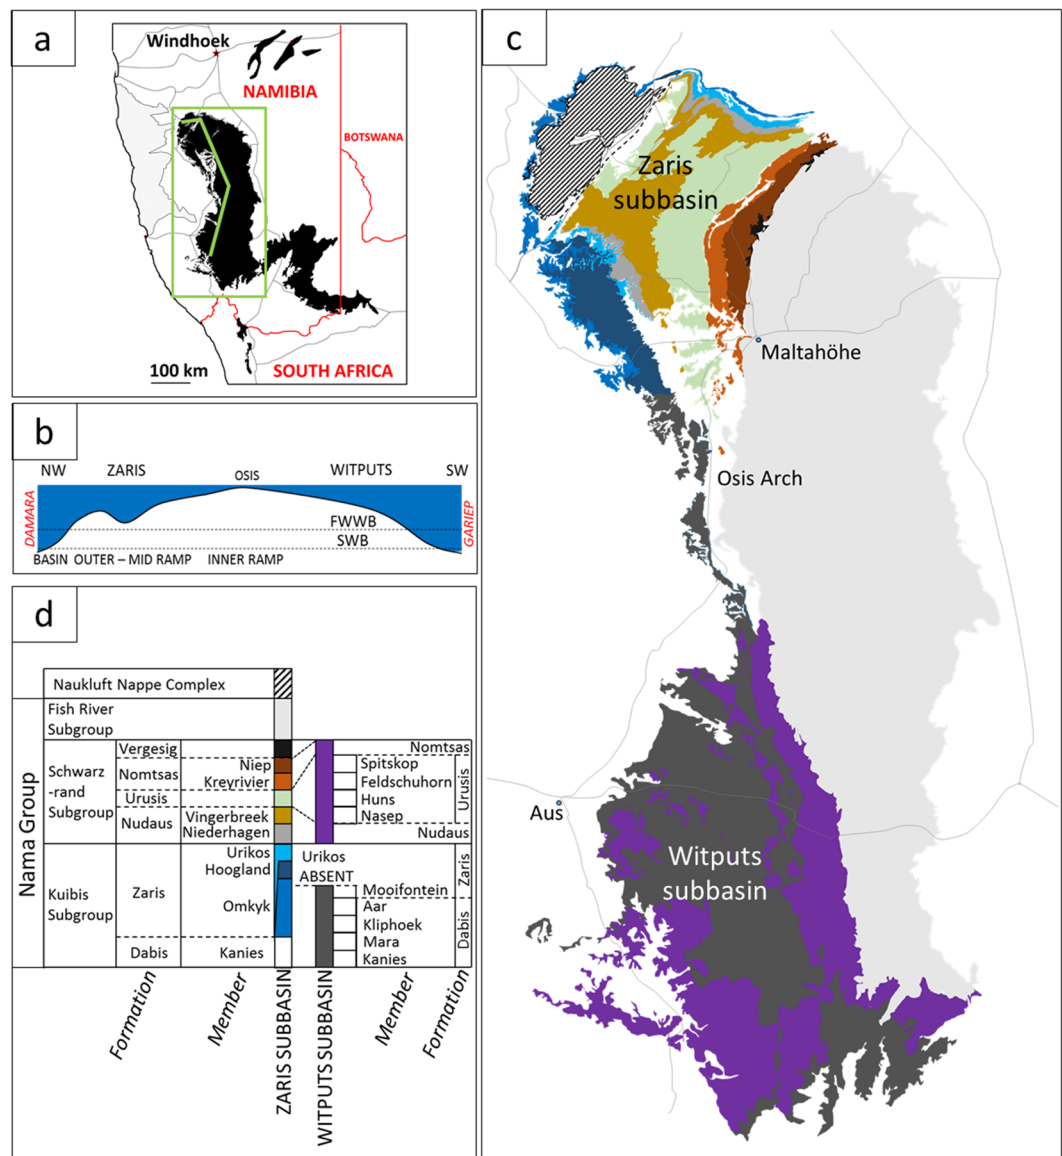 a
Windhoek
NAMIBIA
BOTSWANA
100 km
SOUTH AFRICA
b
NW ZARIS OSIS WITPUTS SW
DAMARA
GARIEP
FWWB
SWB
BASIN OUTER – MID RAMP INNER RAMP
c
Zaris
subbasin
Maltahöhe
Osis Arch
Aus
Witputs
subbasin
d
Naukluft Nappe Complex
Nama Group
Fish River
Subgroup
Schwarz
-rand
Subgroup
Vergesig
Nomtsas
Urusis
Nudaus
Niep
Kreyrivier
Vingerbreek
Niederhagen
Nomtsas
Spitskop
Feldschuhorn
Huns
Nasep
Urusis
Nudaus
Kuibis
Subgroup
Zaris
Dabis
Urikos
Hoogland
Omkyk
Kanies
Urikos
ABSENT
Mooifontein
Aar
Kliphoek
Mara
Kanies
Zaris
Dabis
Formation
Member
ZARIS SUBBASIN
WITPUTS SUBBASIN
Member
Formation